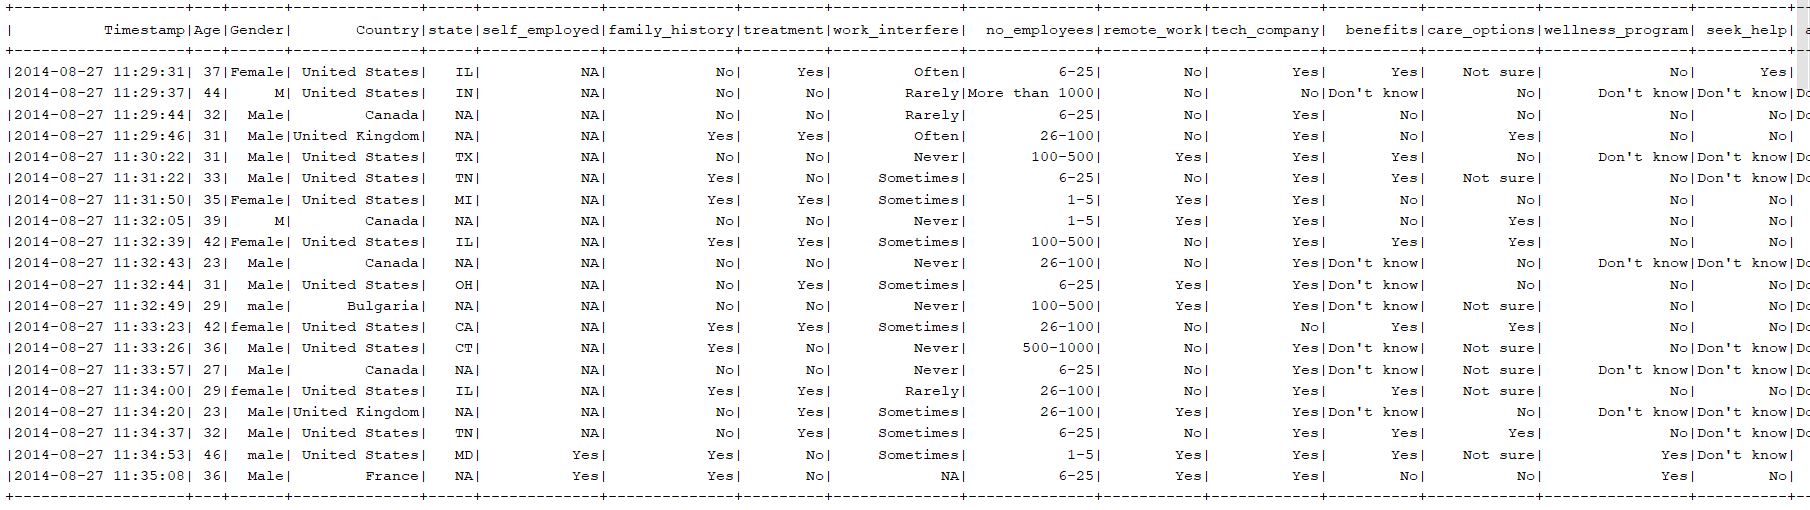 | Timestamp|Age|Gender| Country|state|self_employed|family_history|treatment|work_interfere| no_employees|remote_work|tech_company| benefits|care_options|wellness_program| seek_help| a
|2014-08-27 11:29:31| 37|Female| United States| IL| NA| No| Yes| Often| 6-25| No| Yes| Yes| Not sure| No| Yes|
|2014-08-27 11:29:37| 44| M| United States| IN| NA| No| No| Rarely|More than 1000| No| No|Don't know| No| Don't know|Don't know|Do
|2014-08-27 11:29:44| 32| Male| Canada| NA| NA| No| No| Rarely| 6-25| No| Yes| No| No| No| No|Do
|2014-08-27 11:29:46| 31| Male|United Kingdom| NA| NA| Yes| Yes| Often| 26-100| No| Yes| No| Yes| No| No|
|2014-08-27 11:30:22| 31| Male| United States| TX| NA| No| No| Never| 100-500| Yes| Yes| Yes| No| Don't know|Don't know|Do
|2014-08-27 11:31:22| 33| Male| United States| TN| NA| Yes| No| Sometimes| 6-25| No| Yes| Yes| Not sure| No|Don't know|Do
|2014-08-27 11:31:50| 35|Female| United States| MI| NA| Yes| Yes| Sometimes| 1-5| Yes| Yes| No| No| No| No|
|2014-08-27 11:32:05| 39| M| Canada| NA| NA| No| No| Never| 1-5| Yes| Yes| No| Yes| No| No|
|2014-08-27 11:32:39| 42|Female| United States| IL| NA| Yes| Yes| Sometimes| 100-500| No| Yes| Yes| Yes| No| No|
|2014-08-27 11:32:43| 23| Male| Canada| NA| NA| No| No| Never| 26-100| No| Yes|Don't know| No| Don't know|Don't know|Do
|2014-08-27 11:32:44| 31| Male| United States| OH| NA| No| Yes| Sometimes| 6-25| Yes| Yes|Don't know| No| No| No|Do
|2014-08-27 11:32:49| 29| male| Bulgaria| NA| NA| No| No| Never| 100-500| Yes| Yes|Don't know| Not sure| No| No|Do
|2014-08-27 11:33:23| 42|female| United States| CA| NA| Yes| Yes| Sometimes| 26-100| No| No| Yes| Yes| No| No|Do
|2014-08-27 11:33:26| 36| Male| United States| CT| NA| Yes| No| Never| 500-1000| No| Yes|Don't know| Not sure| No|Don't know|Do
|2014-08-27 11:33:57| 27| Male| Canada| NA| NA| No| No| Never| 6-25| No| Yes|Don't know| Not sure| Don't know|Don't know|Do
|2014-08-27 11:34:00| 29|female| United States| IL| NA| Yes| Yes| Rarely| 26-100| No| Yes| Yes| Not sure| No| No|Do
|2014-08-27 11:34:20| 23| Male|United Kingdom| NA| NA| No| Yes| Sometimes| 26-100| Yes| Yes|Don't know| No| Don't know|Don't know|Do
|2014-08-27 11:34:37| 32| Male| United States| TN| NA| No| Yes| Sometimes| 6-25| No| Yes| Yes| Yes| No|Don't know|Do
|2014-08-27 11:34:53| 46| male| United States| MD| Yes| Yes| No| Sometimes| 1-5| Yes| Yes| Yes| Not sure| Yes|Don't know|
|2014-08-27 11:35:08| 36| Male| France| NA| Yes| Yes| No| NA| 6-25| Yes| Yes| No| No| Yes| No|